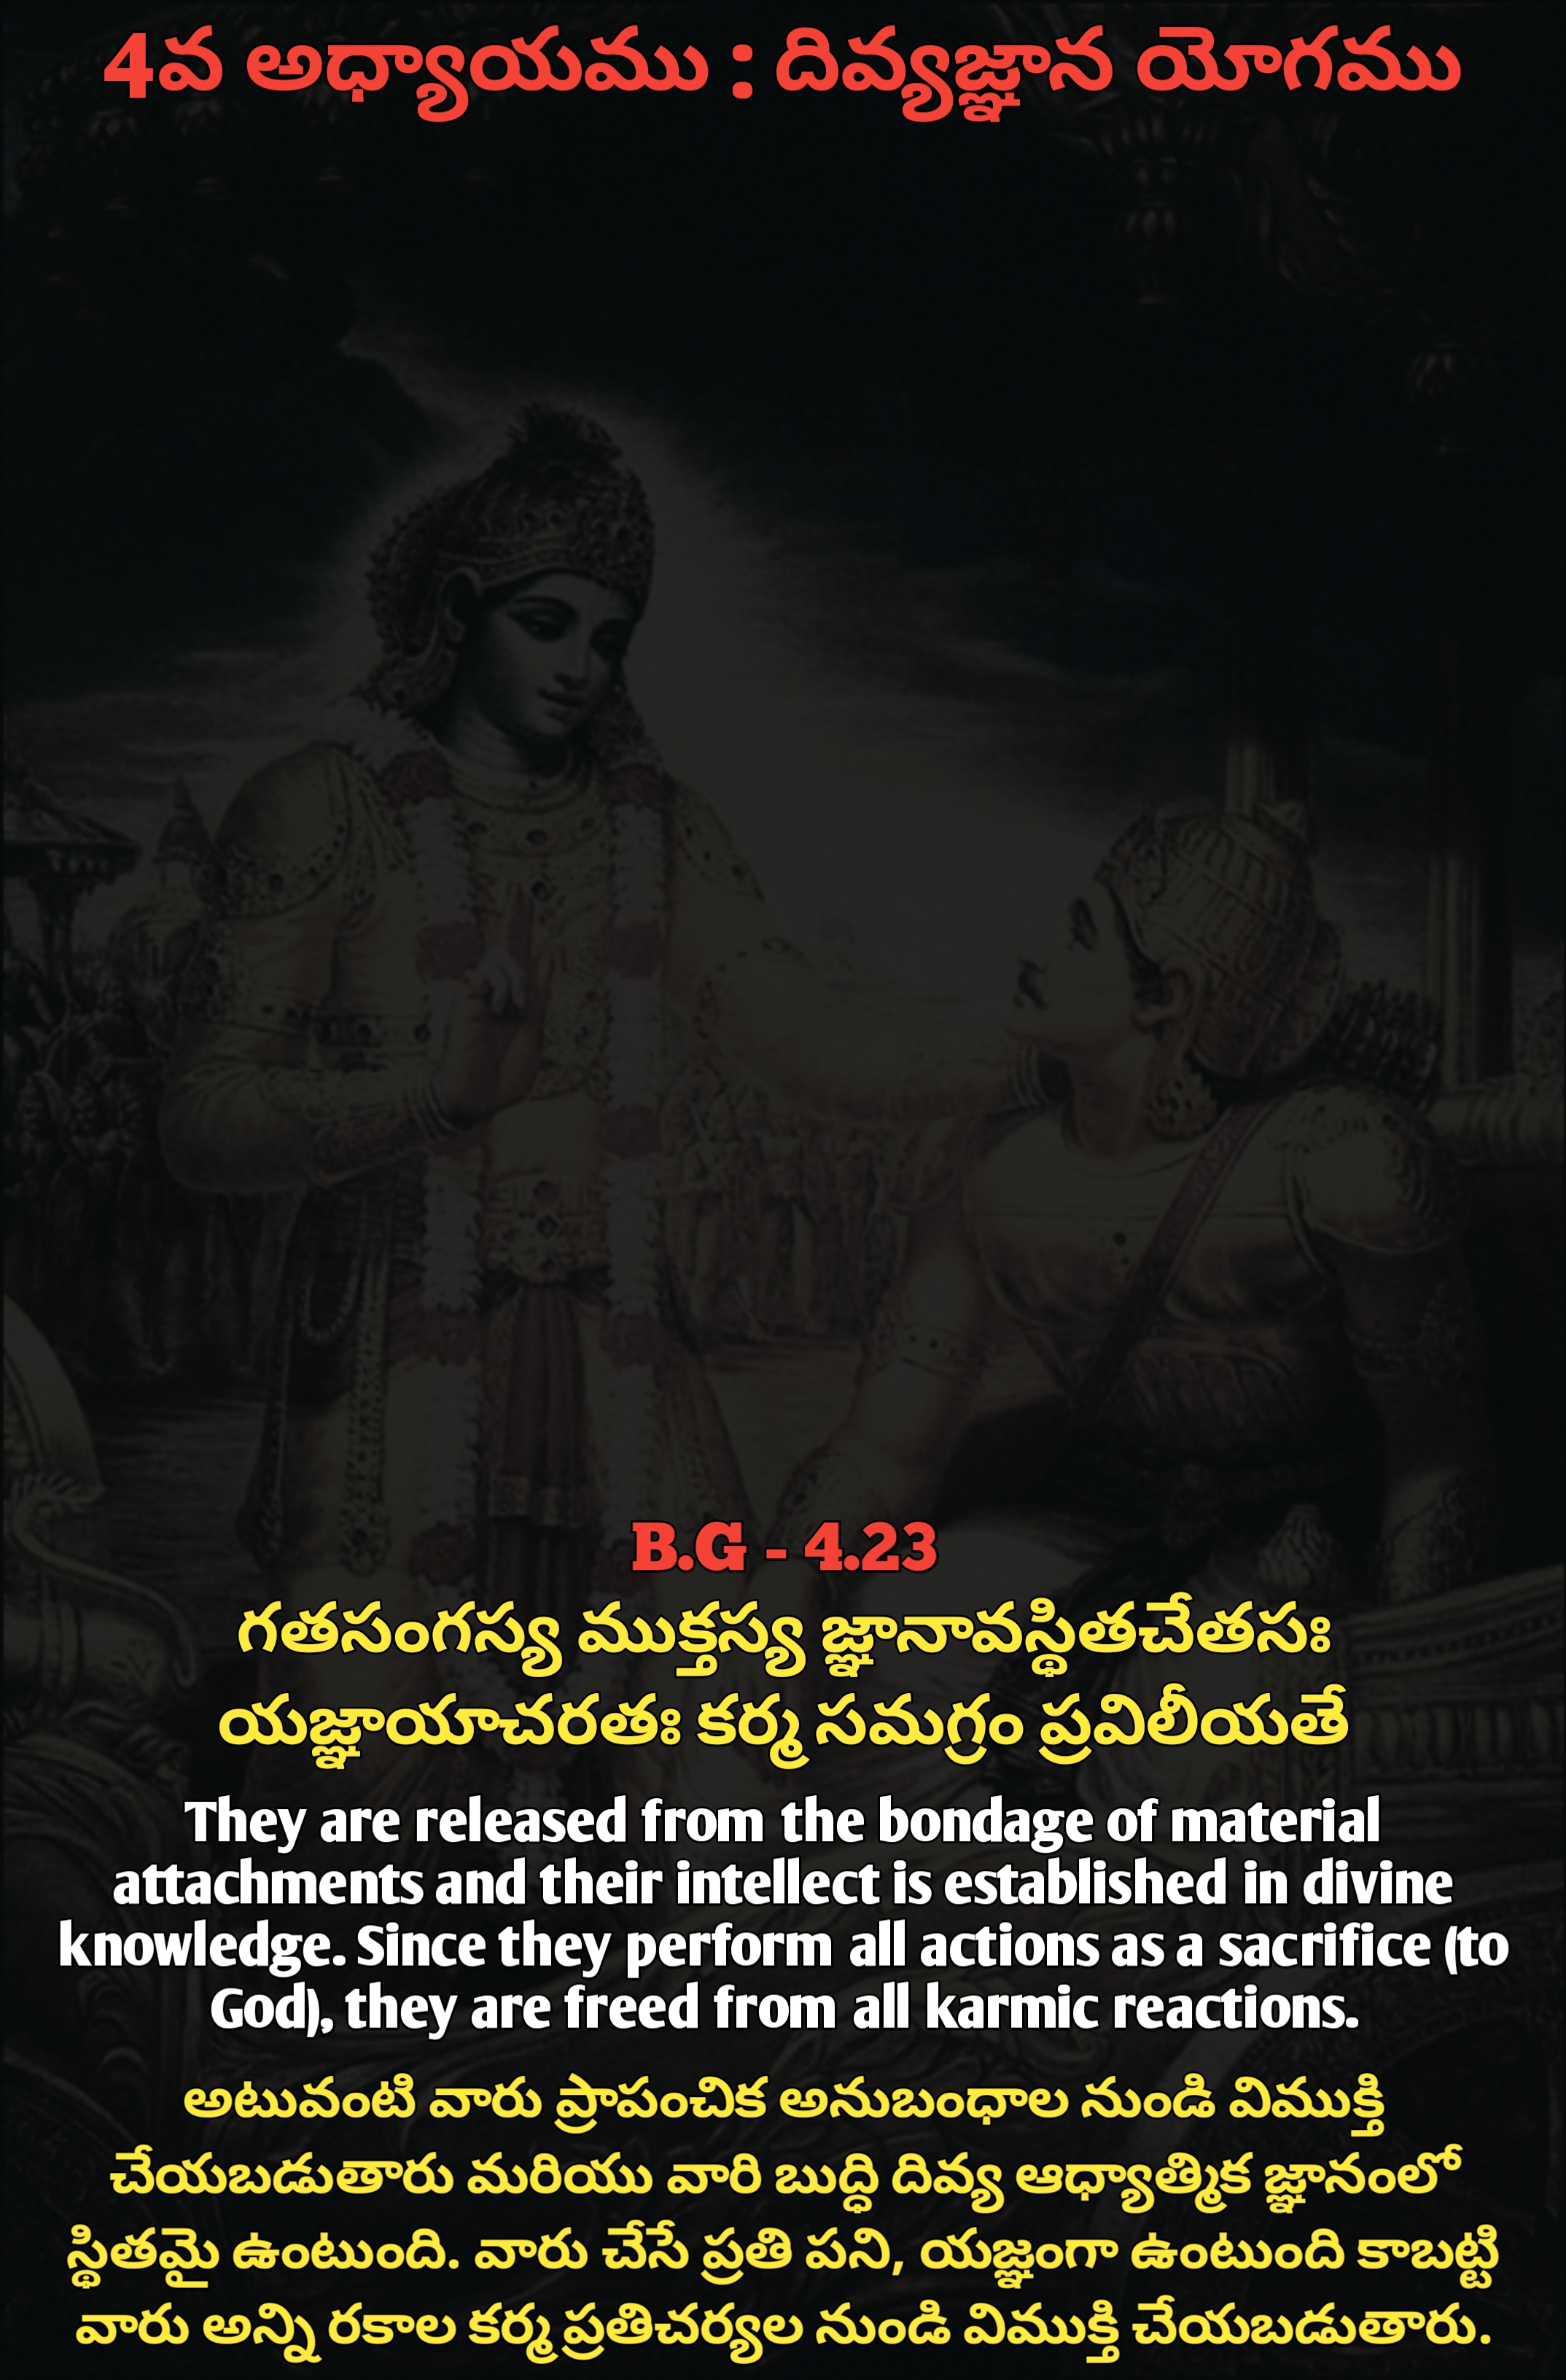 4వ అధ్యాయము : దివ్యజ్ఞాన యోగము
B.G - 4.23
గతసంగస్య ముక్తస్య జ్ఞానావస్థితచేతసః
యజ్ఞాయాచరతః కర్మ సమగ్రం ప్రవిలీయతే
They are released from the bondage of material
attachments and their intellect is established in divine
knowledge. Since they perform all actions as a sacrifice (to
God), they are freed from all karmic reactions.
అటువంటి వారు ప్రాపంచిక అనుబంధాల నుండి విముక్తి
చేయబడుతారు మరియు వారి బుద్ధి దివ్య ఆధ్యాత్మిక జ్ఞానంలో
స్థితమై ఉంటుంది. వారు చేసే ప్రతి పని, యజ్ఞంగా ఉంటుంది కాబట్టి
వారు అన్ని రకాల కర్మ ప్రతిచర్యల నుండి విముక్తి చేయబడుతారు.